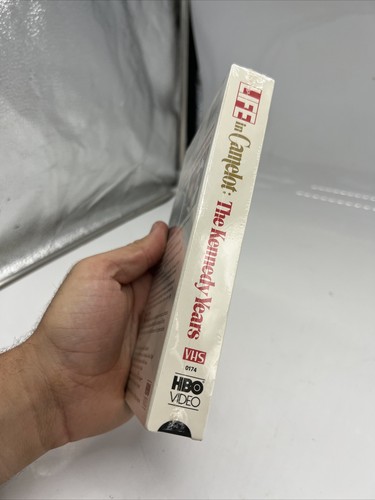 LIFE
in Camelot:
The Kennedy Years
VHS
0174
HBO
VIDEO